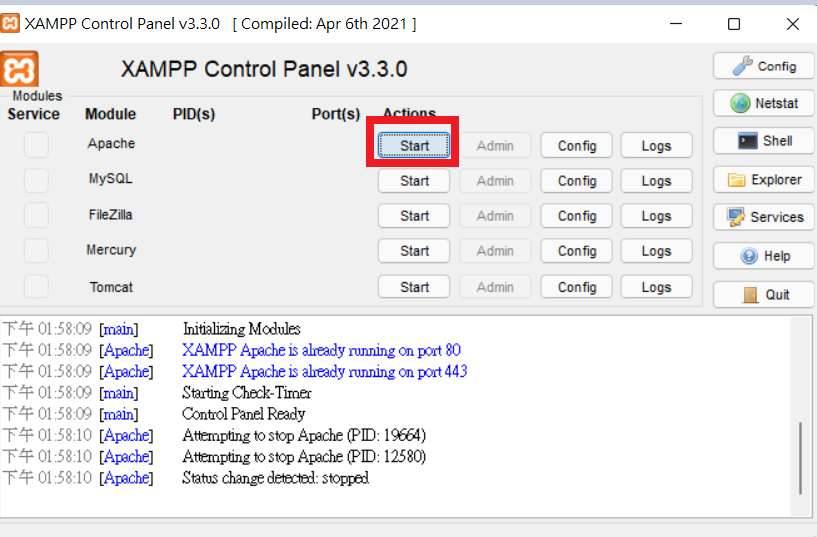 XAMPP Control Panel v3.3.0 [ Compiled: Apr 6th 2021 ]
XAMPP Control Panel v3.3.0
Config
Modules
Service Module PID(s) Port(s) Actions
Netstat
Apache Start Admin Config Logs
Shell
MySQL Start Admin Config Logs
Explorer
FileZilla Start Admin Config Logs
Services
Mercury Start Admin Config Logs
Help
Tomcat Start Admin Config Logs
Quit
下午 01:58:09 [main] Initializing Modules
下午 01:58:09 [Apache] XAMPP Apache is already running on port 80
下午 01:58:09 [Apache] XAMPP Apache is already running on port 443
下午 01:58:09 [main] Starting Check-Timer
下午 01:58:09 [main] Control Panel Ready
下午 01:58:10 [Apache] Attempting to stop Apache (PID: 19664)
下午 01:58:10 [Apache] Attempting to stop Apache (PID: 12580)
下午 01:58:10 [Apache] Status change detected: stopped